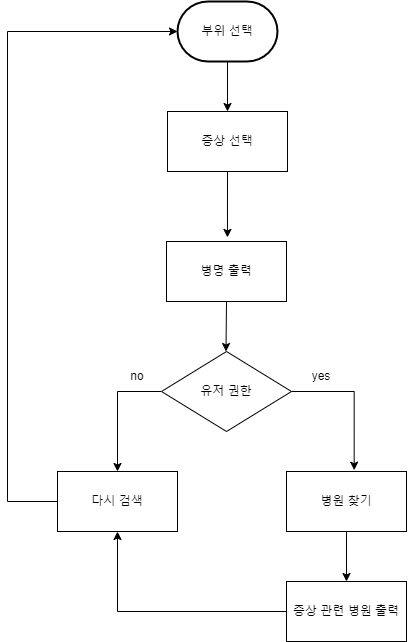 부위 선택
증상 선택
병명 출력
유저 권한
no
yes
다시 검색
병원 찾기
증상 관련 병원 출력